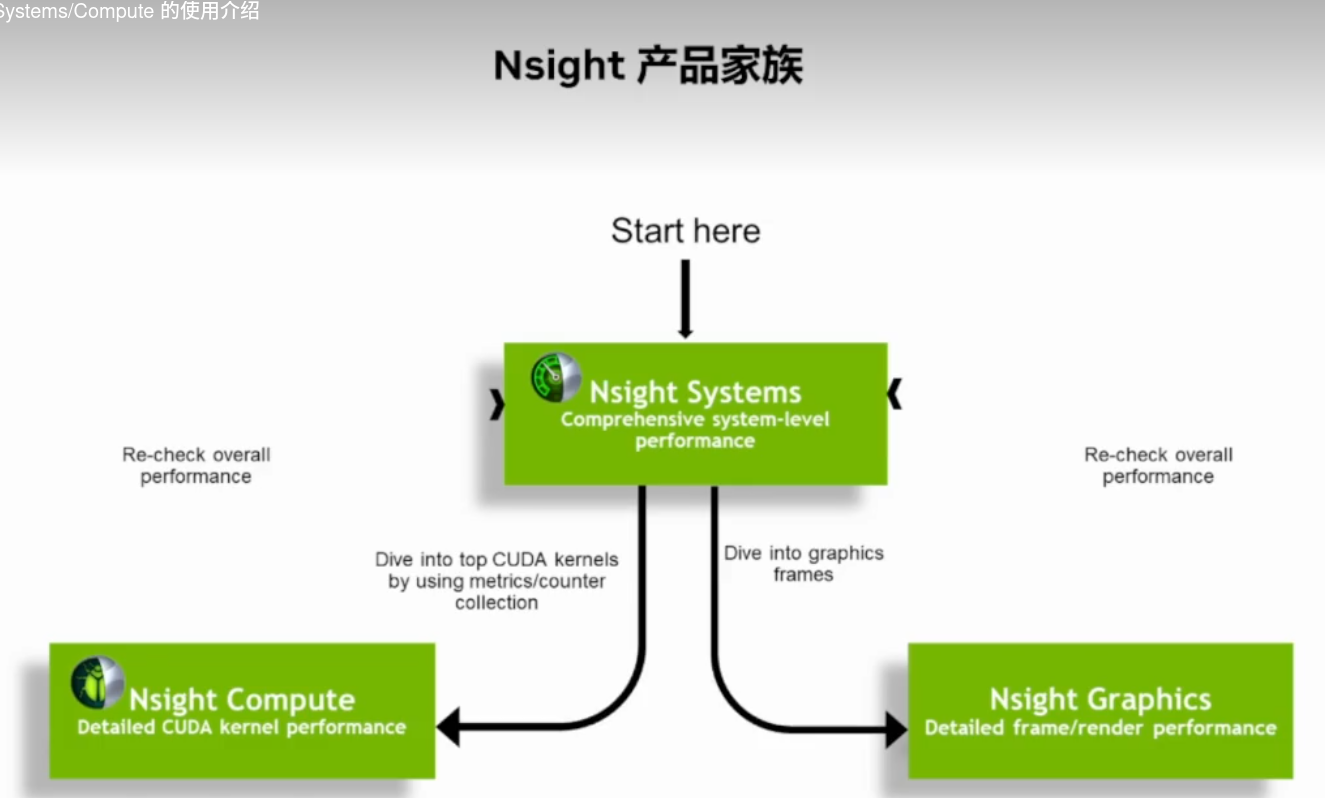 Systems/Compute 的使用介绍
Nsight 产品家族
Start here
Nsight Systems
Comprehensive system-level
performance
Re-check overall
performance
Re-check overall
performance
Dive into top CUDA kernels
by using metrics/counter
collection
Dive into graphics
frames
Nsight Compute
Detailed CUDA kernel performance
Nsight Graphics
Detailed frame/render performance